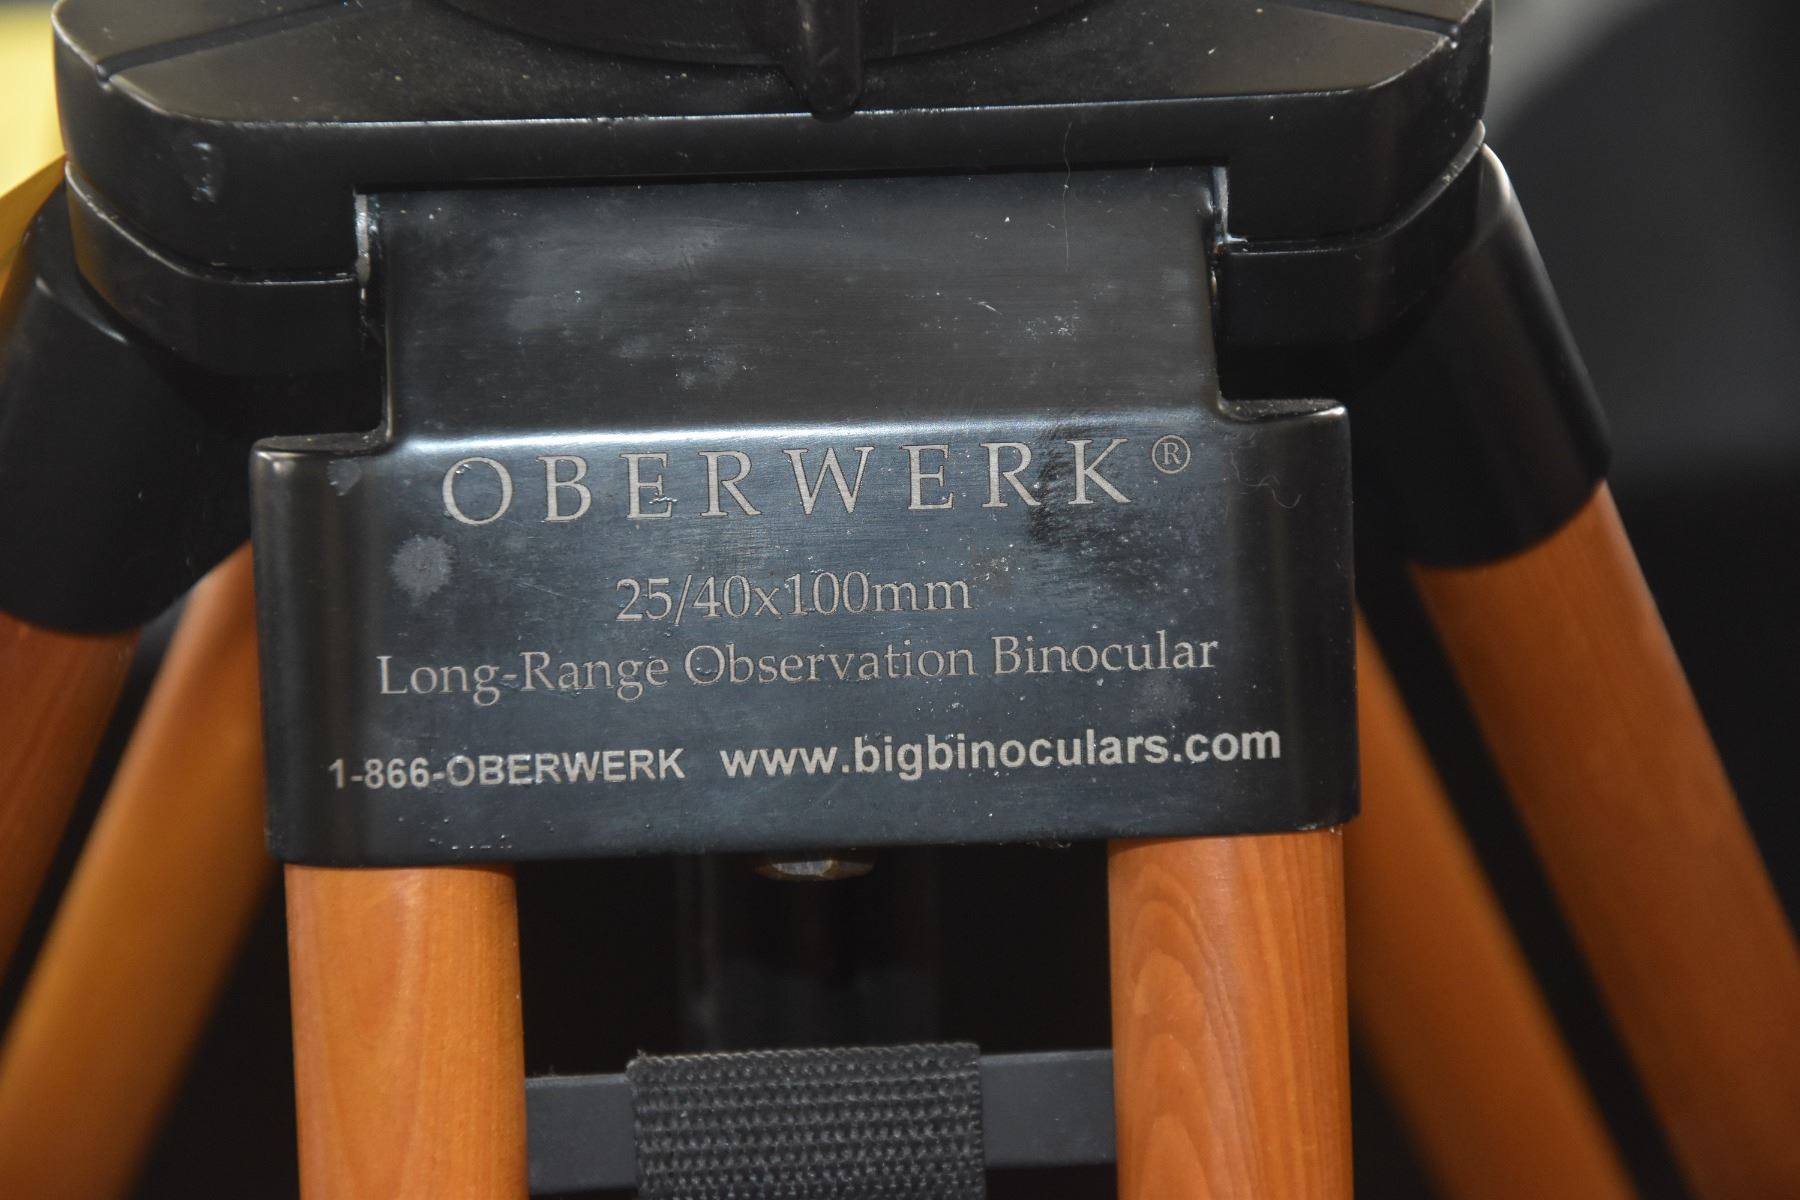 OBERWERK®
25/40x100mm
Long-Range Observation Binocular
1-866-OBERWERK www.bigbinoculars.com